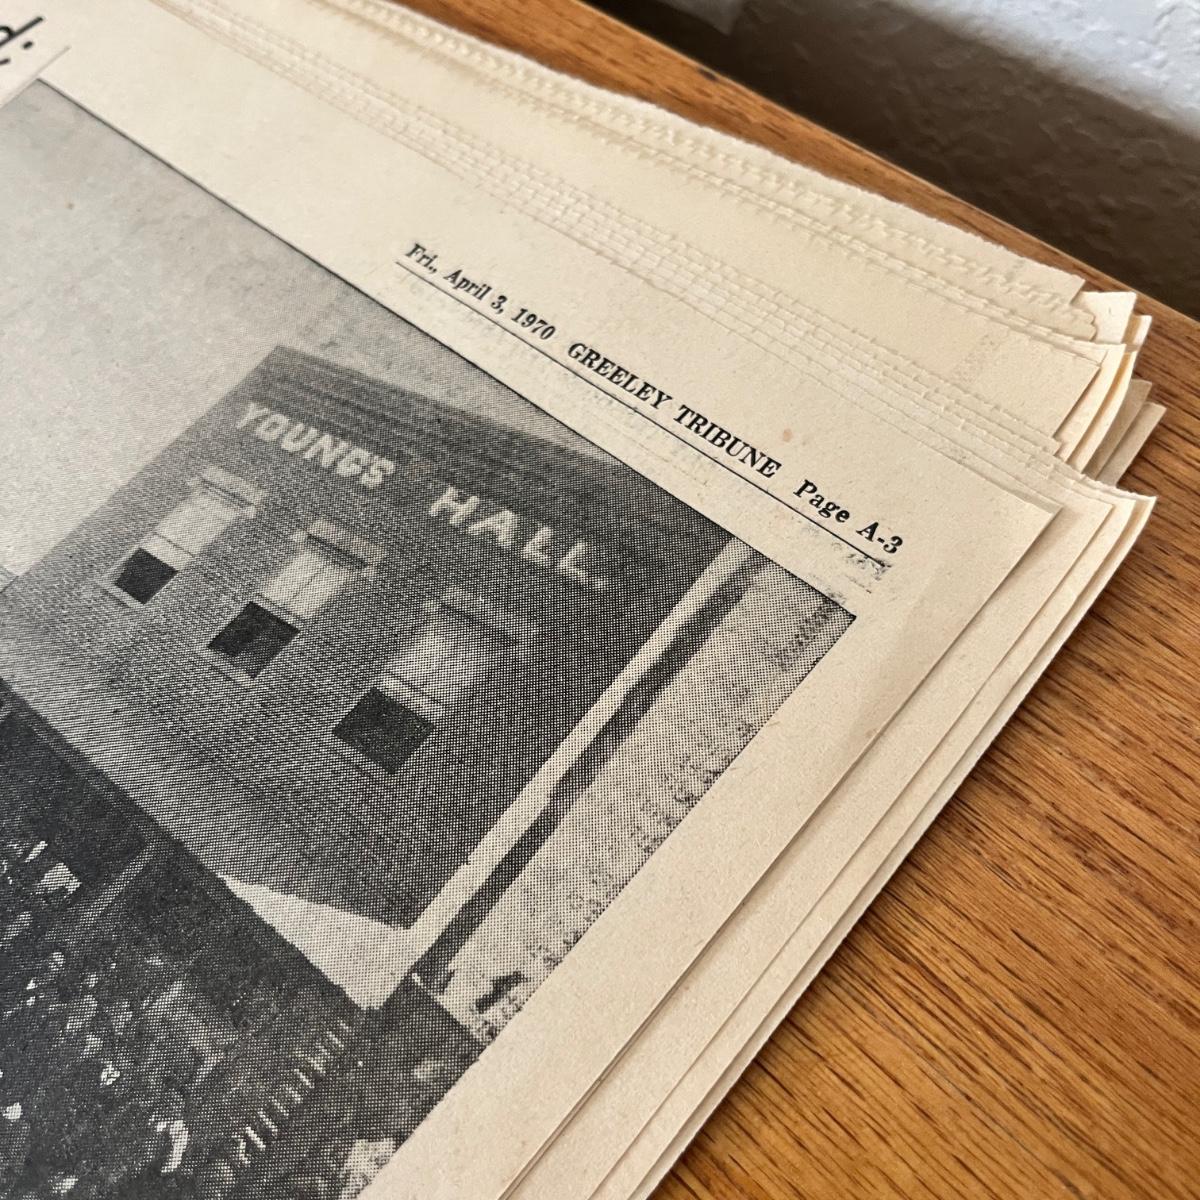 d:
Fri., April 3, 1970 GREELEY TRIBUNE Page A-3
YOUNGS HALL.